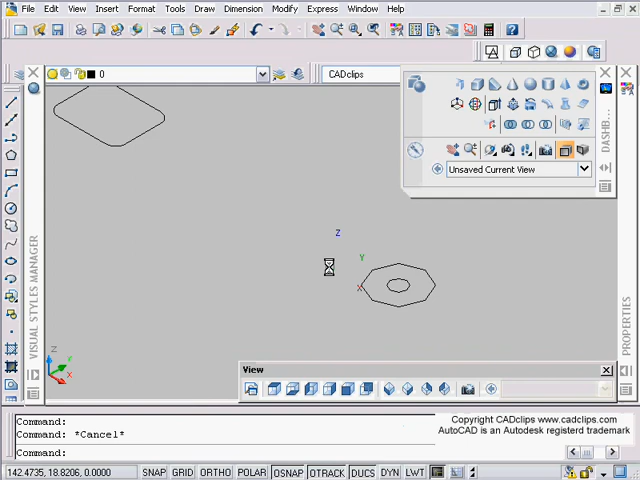 File Edit View Insert Format Tools Draw Dimension Modify Express Window Help
A
0
CADclips
DASHB...
Unsaved Current View
VISUAL STYLES MANAGER
PROPERTIES
Z
Y
X
Z
Y
X
View
Command:
Command: *Cancel*
Command:
Copyright CADclips www.cadclips.com
AutoCAD is an Autodesk registerd trademark
142.4735, 18.8206, 0.0000 SNAP GRID ORTHO POLAR OSNAP OTRACK DUCS DYN LWT